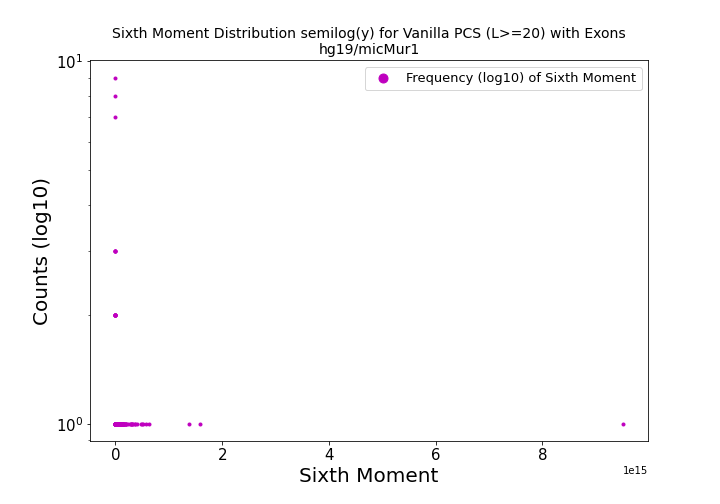 Sixth Moment Distribution semilog(y) for Vanilla PCS (L>=20) with Exons
hg19/micMur1
Frequency (log10) of Sixth Moment
Counts (log10)
10¹
10⁰
0 2 4 6 8
1e15
Sixth Moment